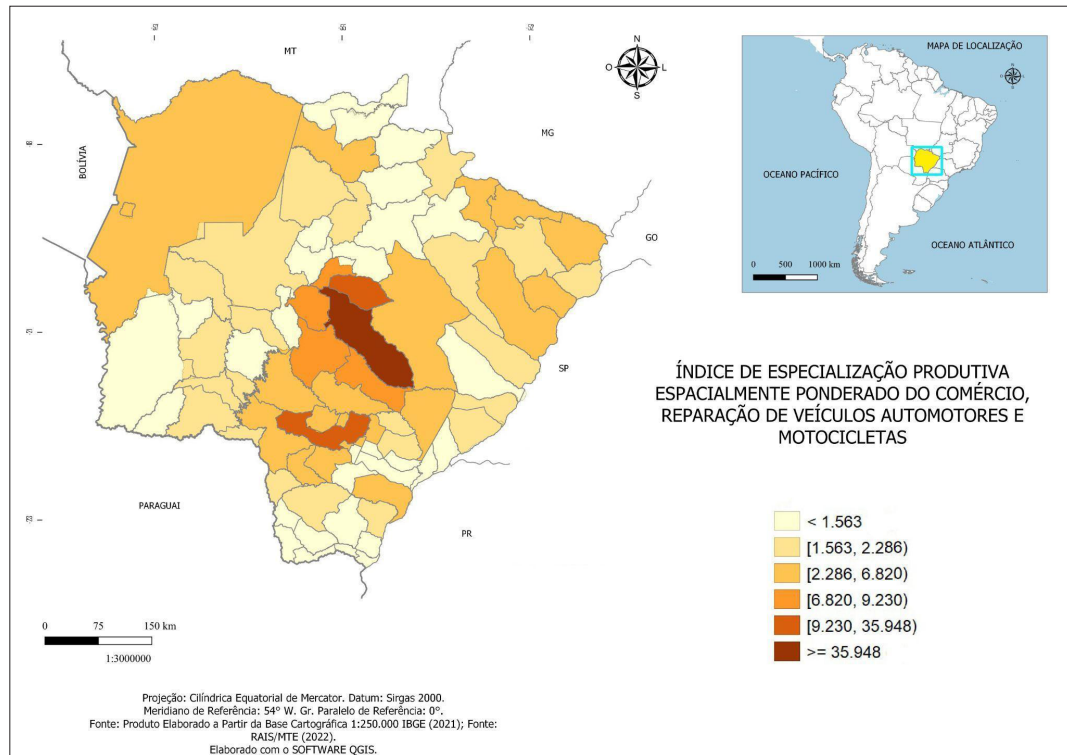 -57
-55
-52
MT
N
O
L
S
MG
BOLÍVIA
GO
SP
PARAGUAI
PR
0 75 150 km
1:3000000
Projeção: Cilíndrica Equatorial de Mercator. Datum: Sirgas 2000.
Meridiano de Referência: 54° W. Gr. Paralelo de Referência: 0°.
Fonte: Produto Elaborado a Partir da Base Cartográfica 1:250.000 IBGE (2021); Fonte:
RAIS/MTE (2022).
Elaborado com o SOFTWARE QGIS.
MAPA DE LOCALIZAÇÃO
OCEANO PACÍFICO
OCEANO ATLÂNTICO
0 500 1000 km
ÍNDICE DE ESPECIALIZAÇÃO PRODUTIVA
ESPACIALMENTE PONDERADO DO COMÉRCIO,
REPARAÇÃO DE VEÍCULOS AUTOMOTORES E
MOTOCICLETAS
< 1.563
[1.563, 2.286)
[2.286, 6.820)
[6.820, 9.230)
[9.230, 35.948)
>= 35.948